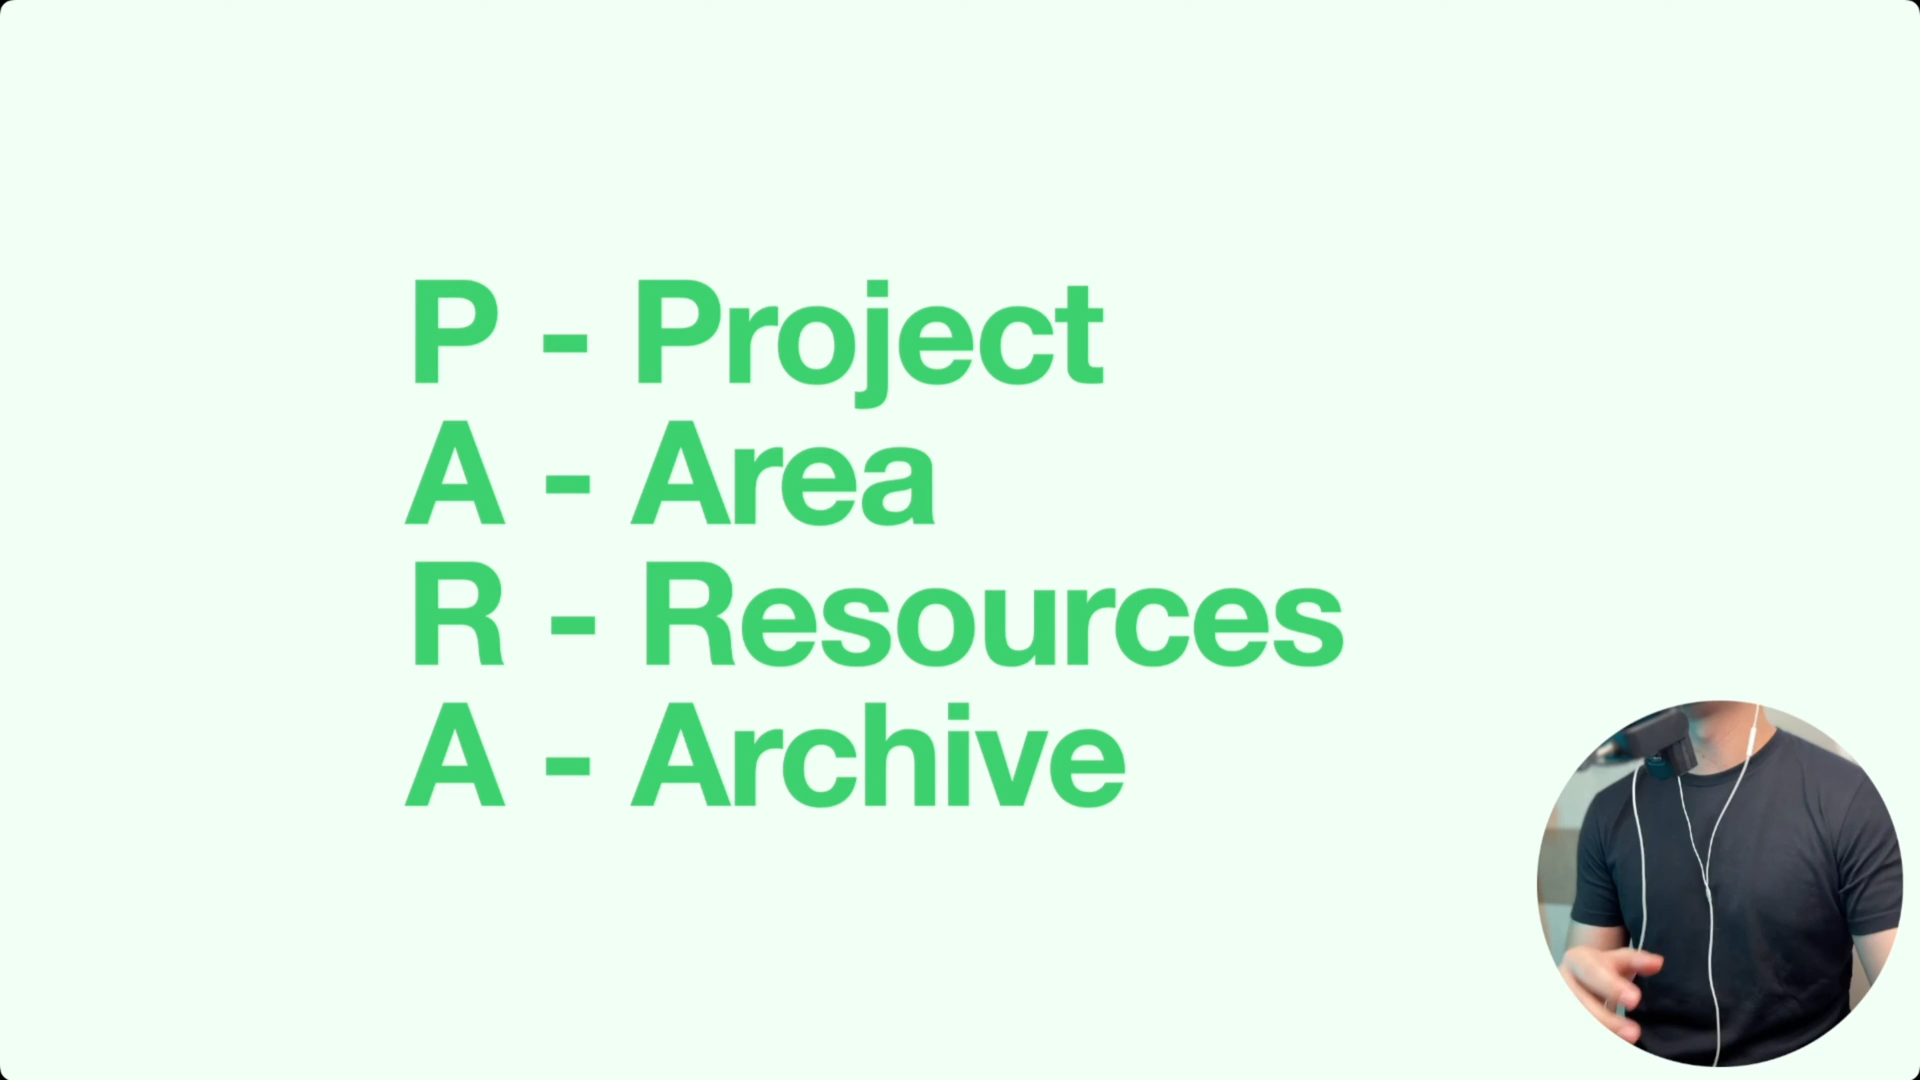 P - Project
A - Area
R - Resources
A - Archive